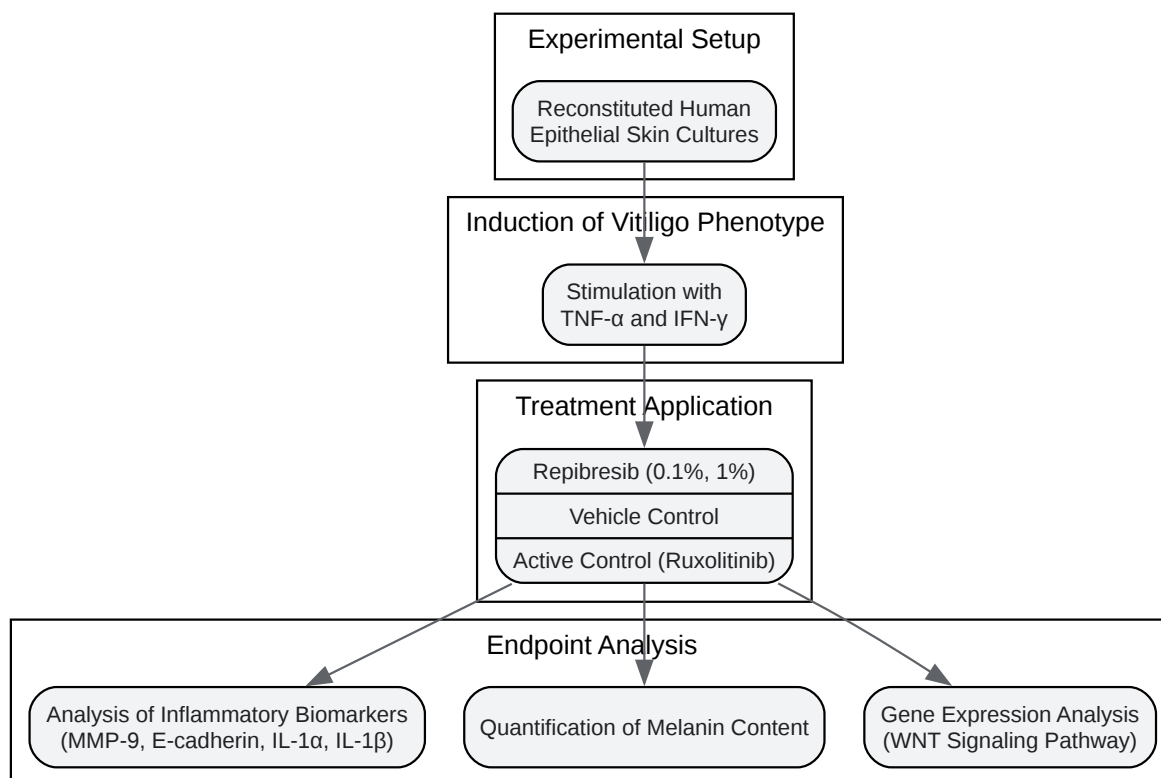 Experimental Setup
Reconstituted Human
Epithelial Skin Cultures
Induction of Vitiligo Phenotype
Stimulation with
TNF-α and IFN-γ
Treatment Application
Repibresib (0.1%, 1%)
Vehicle Control
Active Control (Ruxolitinib)
Endpoint Analysis
Analysis of Inflammatory Biomarkers
(MMP-9, E-cadherin, IL-1α, IL-1β)
Quantification of Melanin Content
Gene Expression Analysis
(WNT Signaling Pathway)